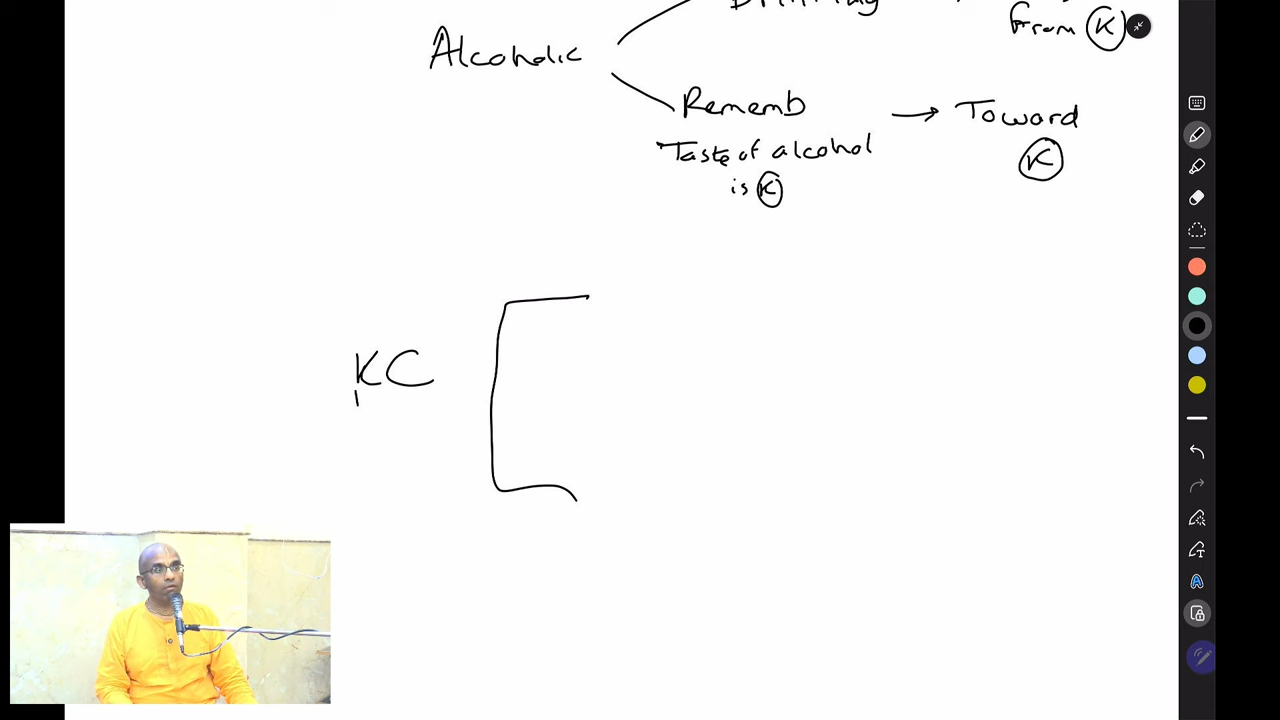 from K
Alcoholic
Rememb → Toward
Taste of alcohol K
is K
KC